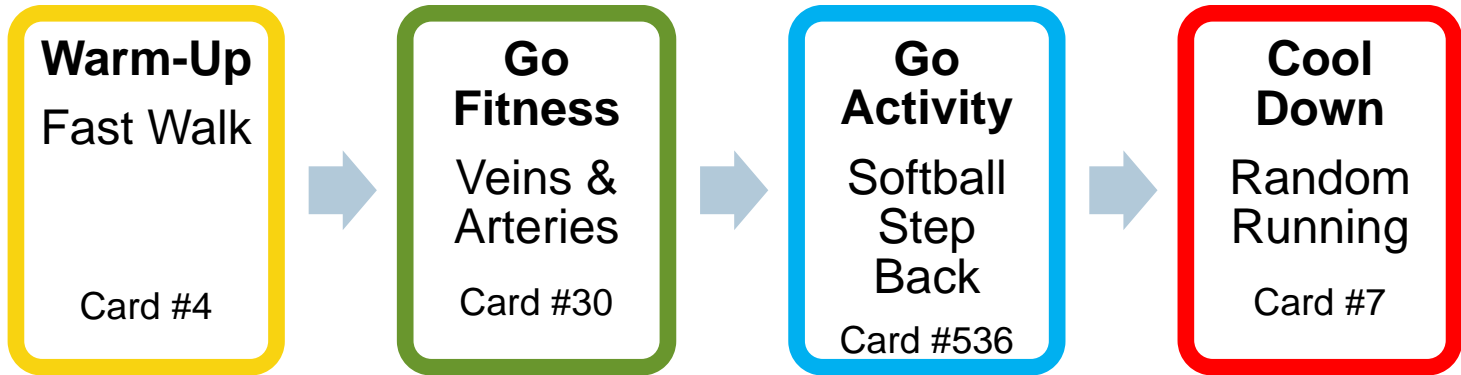 Warm-Up
Fast Walk
Card #4
Go
Fitness
Veins &
Arteries
Card #30
Go
Activity
Softball
Step
Back
Card #536
Cool
Down
Random
Running
Card #7